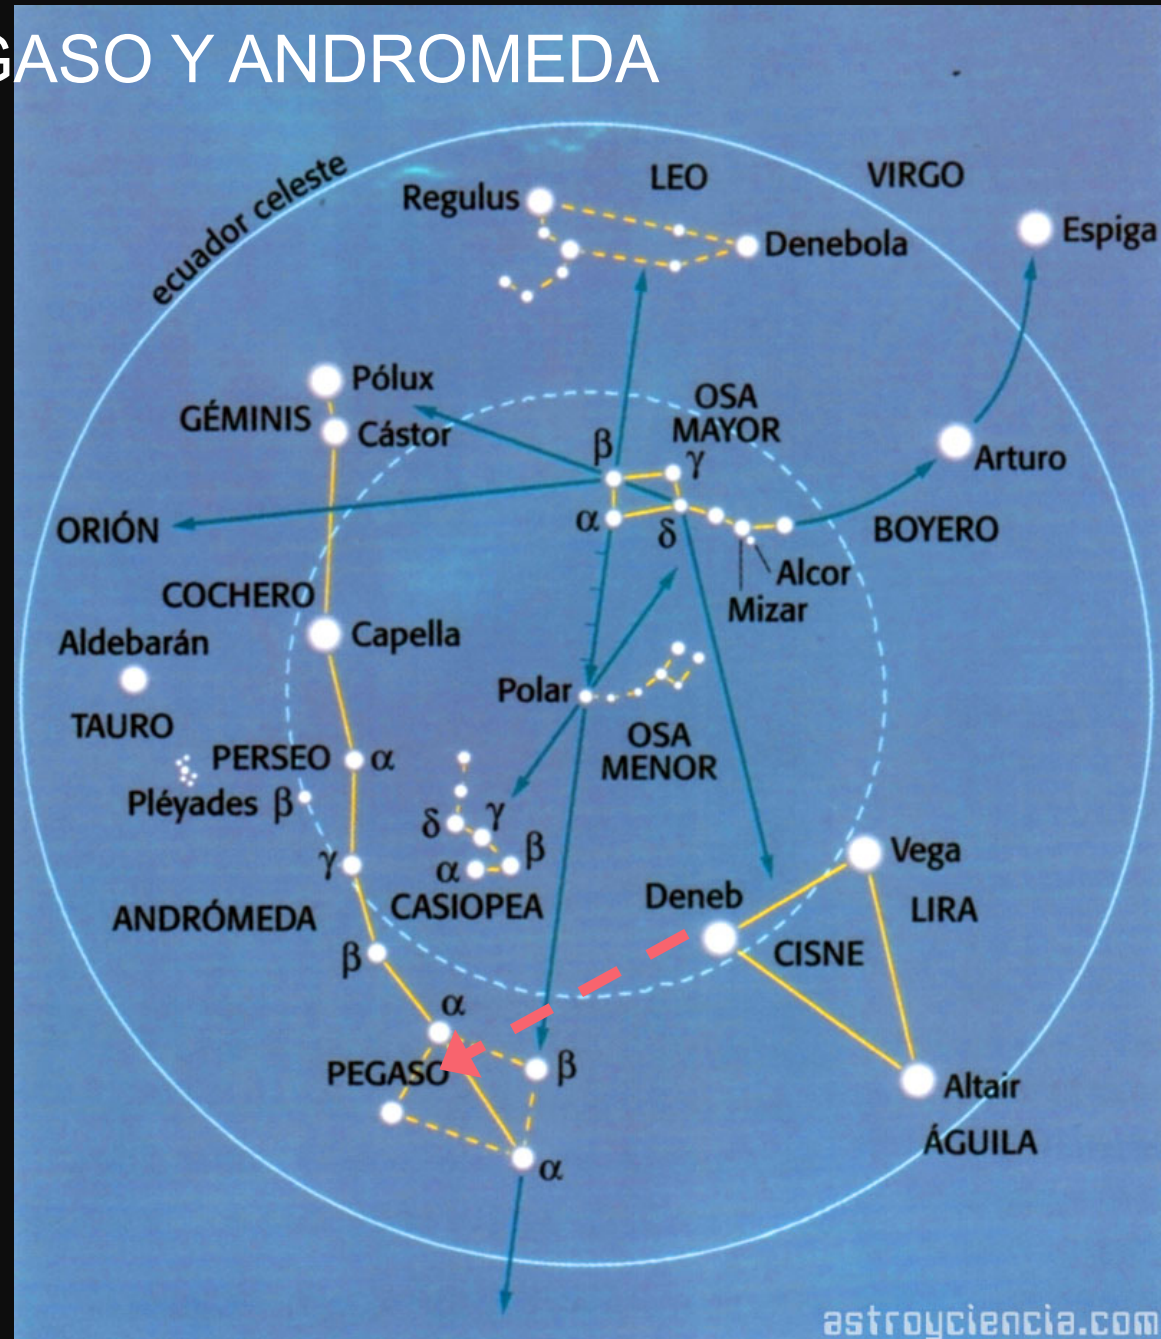 GASO Y ANDROMEDA
ecuador celeste
LEO
VIRGO
Regulus
Espiga
Denebola
Pólux
OSA
MAYOR
GÉMINIS
Cástor
β
γ
Arturo
ORIÓN
α
δ
BOYERO
Alcor
COCHERO
Mizar
Aldebarán
Capella
Polar
TAURO
OSA
MENOR
PERSEO
α
Pléyades
β
δ
γ
β
α
Vega
γ
Deneb
LIRA
ANDRÓMEDA
CASIOPEA
CISNE
β
α
PEGASO
β
Altair
ÁGUILA
α
astroyciencia.com